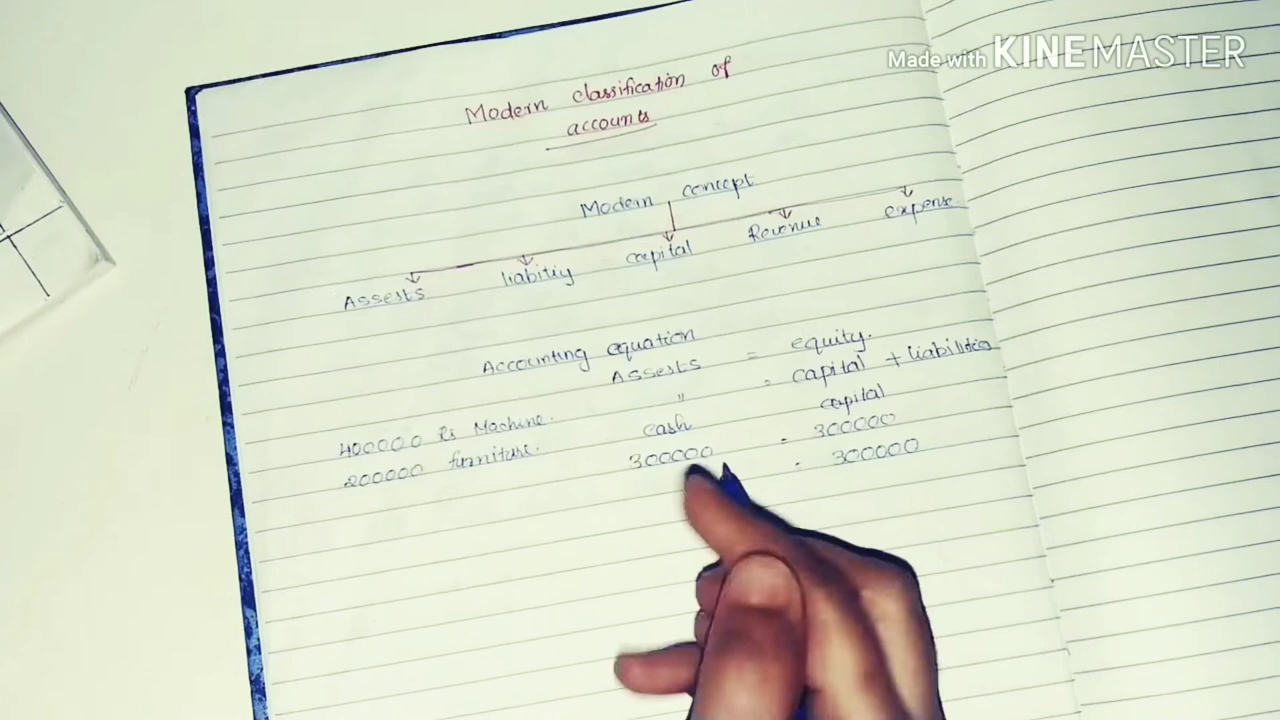 Made with KINEMASTER
Modern classification of
accounts
Modern concept
Assests liabitiy capital Revenue expense
Accounting equation
Assests = equity.
" = capital + liabilities
capital
400000 Rs Machine. cash = 300000
200000 furniture. 300000 = 300000